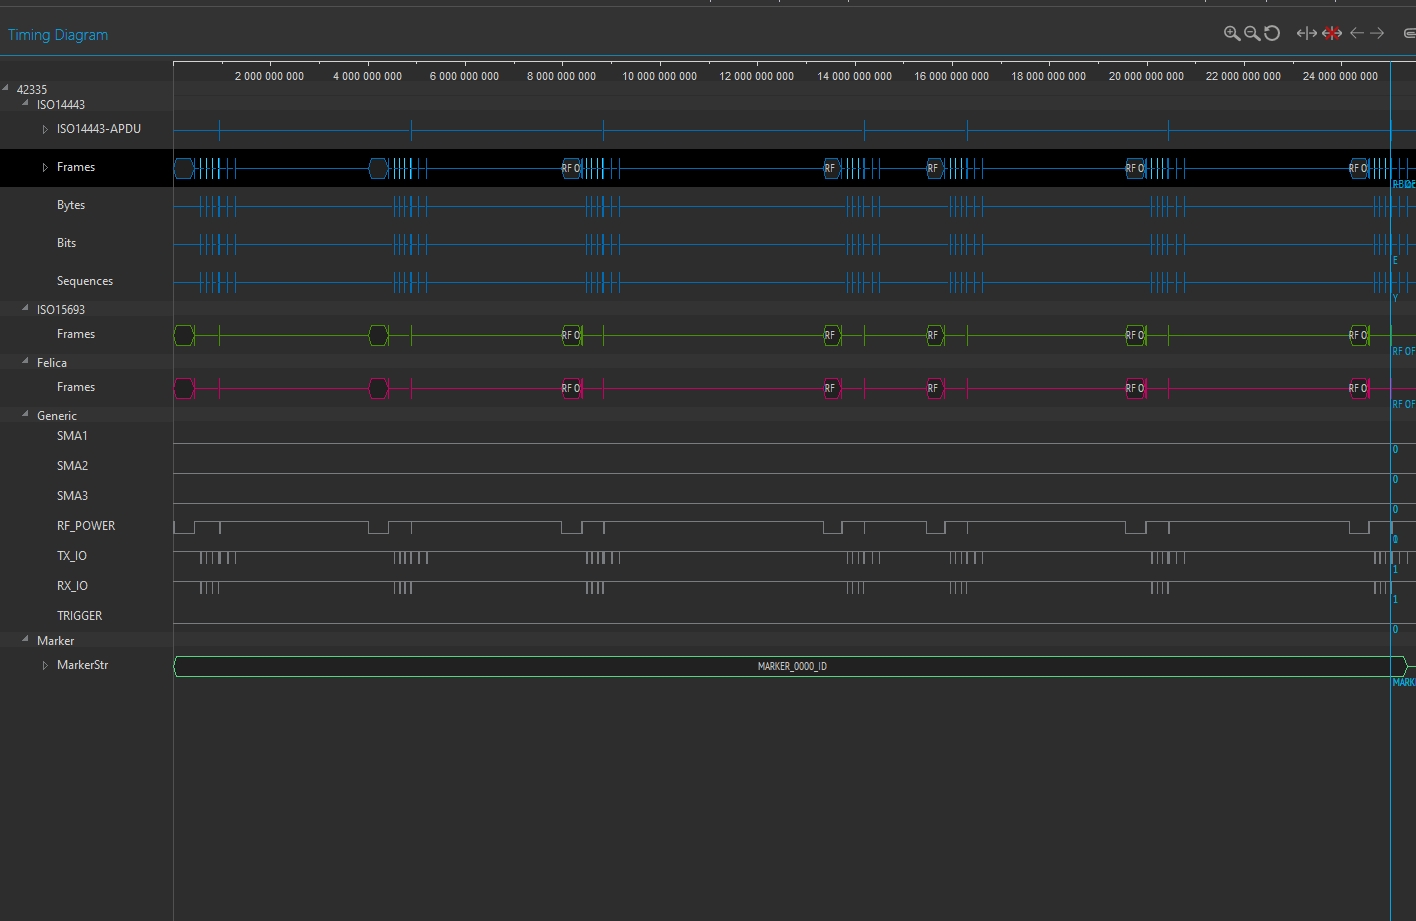 Timing Diagram
2 000 000 000 4 000 000 000 6 000 000 000 8 000 000 000 10 000 000 000 12 000 000 000 14 000 000 000 16 000 000 000 18 000 000 000 20 000 000 000 22 000 000 000 24 000 000 000
42335
ISO14443
ISO14443-APDU
Frames RF O RF RF RF O RF O
Bytes
Bits
E
Sequences
Y
ISO15693
Frames RF O RF RF RF O RF O
RF OF
Felica
Frames RF O RF RF RF O RF O
RF OF
Generic
SMA1
0
SMA2
0
SMA3
0
RF_POWER
TX_IO
1
RX_IO
1
TRIGGER
0
Marker
MarkerStr MARKER_0000_ID
MARKE